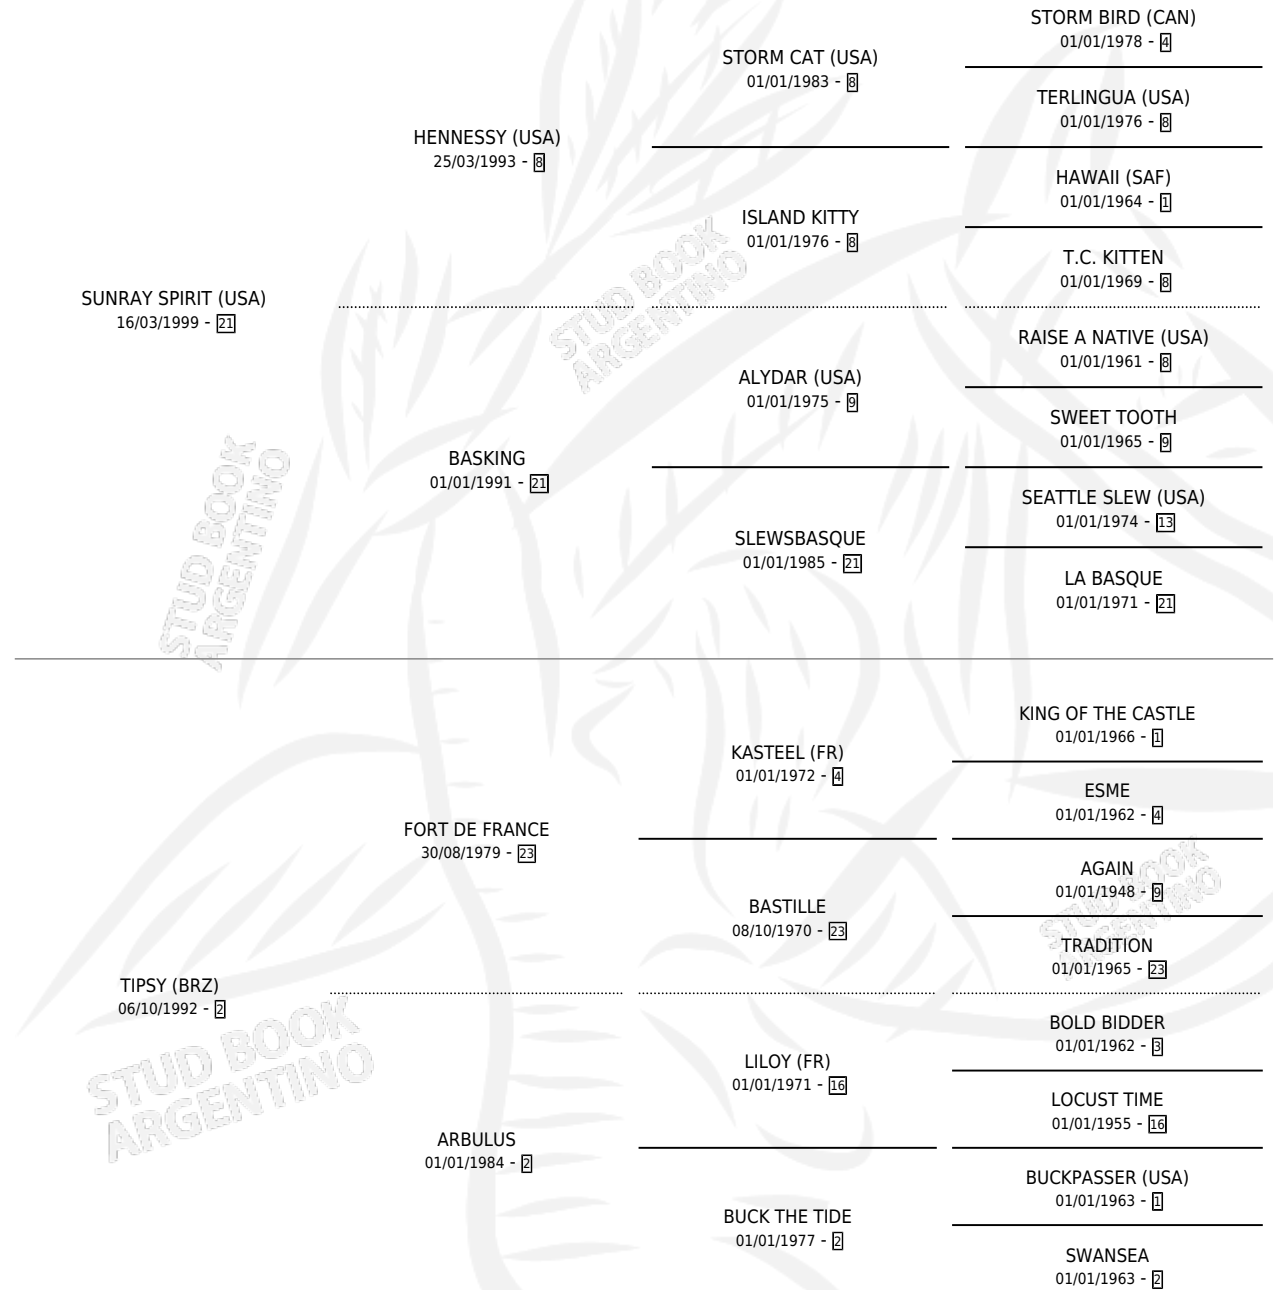 STORM BIRD (CAN)
01/01/1978 - 4
STORM CAT (USA)
01/01/1983 - 8
TERLINGUA (USA)
01/01/1976 - 8
HENNESSY (USA)
25/03/1993 - 8
HAWAII (SAF)
01/01/1964 - 1
ISLAND KITTY
01/01/1976 - 8
T.C. KITTEN
01/01/1969 - 8
SUNRAY SPIRIT (USA)
16/03/1999 - 21
RAISE A NATIVE (USA)
01/01/1961 - 8
ALYDAR (USA)
01/01/1975 - 9
SWEET TOOTH
01/01/1965 - 9
BASKING
01/01/1991 - 21
SEATTLE SLEW (USA)
01/01/1974 - 13
SLEWSBASQUE
01/01/1985 - 21
LA BASQUE
01/01/1971 - 21
KING OF THE CASTLE
01/01/1966 - 1
KASTEEL (FR)
01/01/1972 - 4
ESME
01/01/1962 - 4
FORT DE FRANCE
30/08/1979 - 23
AGAIN
01/01/1948 - 9
BASTILLE
08/10/1970 - 23
TRADITION
01/01/1965 - 23
TIPSY (BRZ)
06/10/1992 - 2
BOLD BIDDER
01/01/1962 - 3
LILOY (FR)
01/01/1971 - 16
LOCUST TIME
01/01/1955 - 16
ARBULUS
01/01/1984 - 2
BUCKPASSER (USA)
01/01/1963 - 1
BUCK THE TIDE
01/01/1977 - 2
SWANSEA
01/01/1963 - 2
STUD BOOK
ARGENTINO
STUD BOOK
ARGENTINO
STUD BOOK
ARGENTINO
STUD BOOK
ARGENTINO